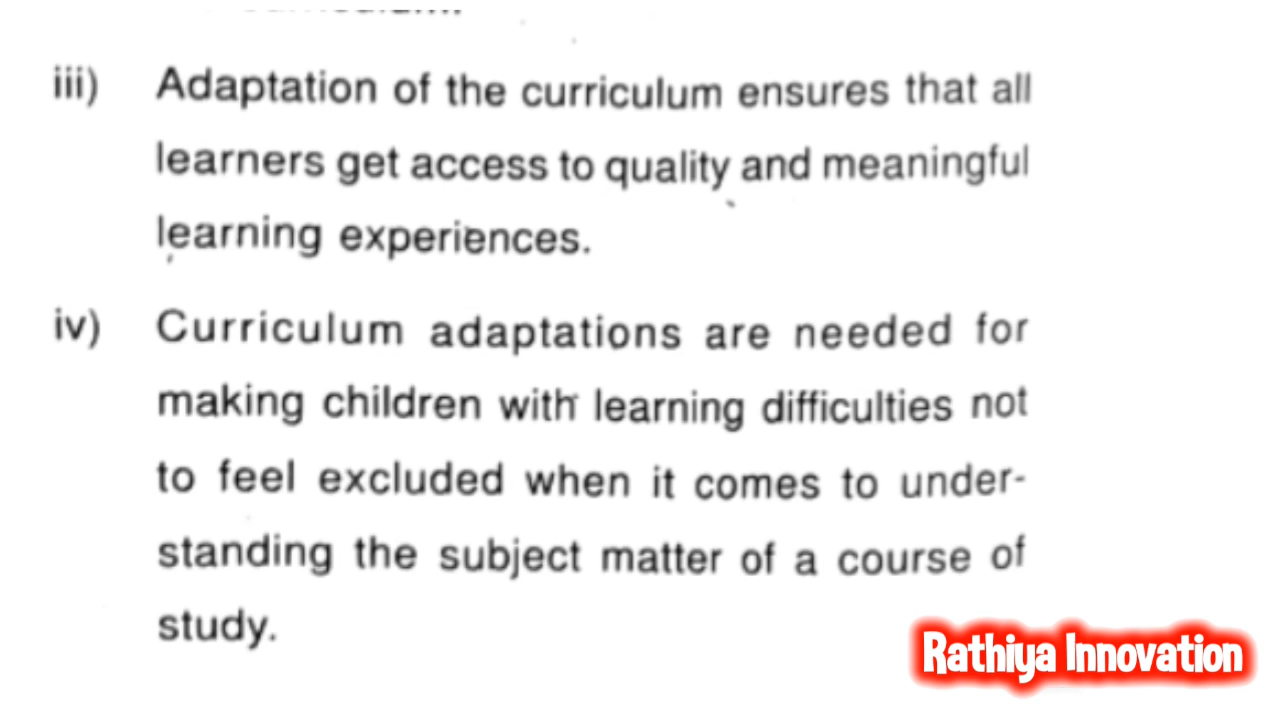 iii) Adaptation of the curriculum ensures that all
learners get access to quality and meaningful
learning experiences.
iv) Curriculum adaptations are needed for
making children with learning difficulties not
to feel excluded when it comes to under-
standing the subject matter of a course of
study.
Rathiya Innovation